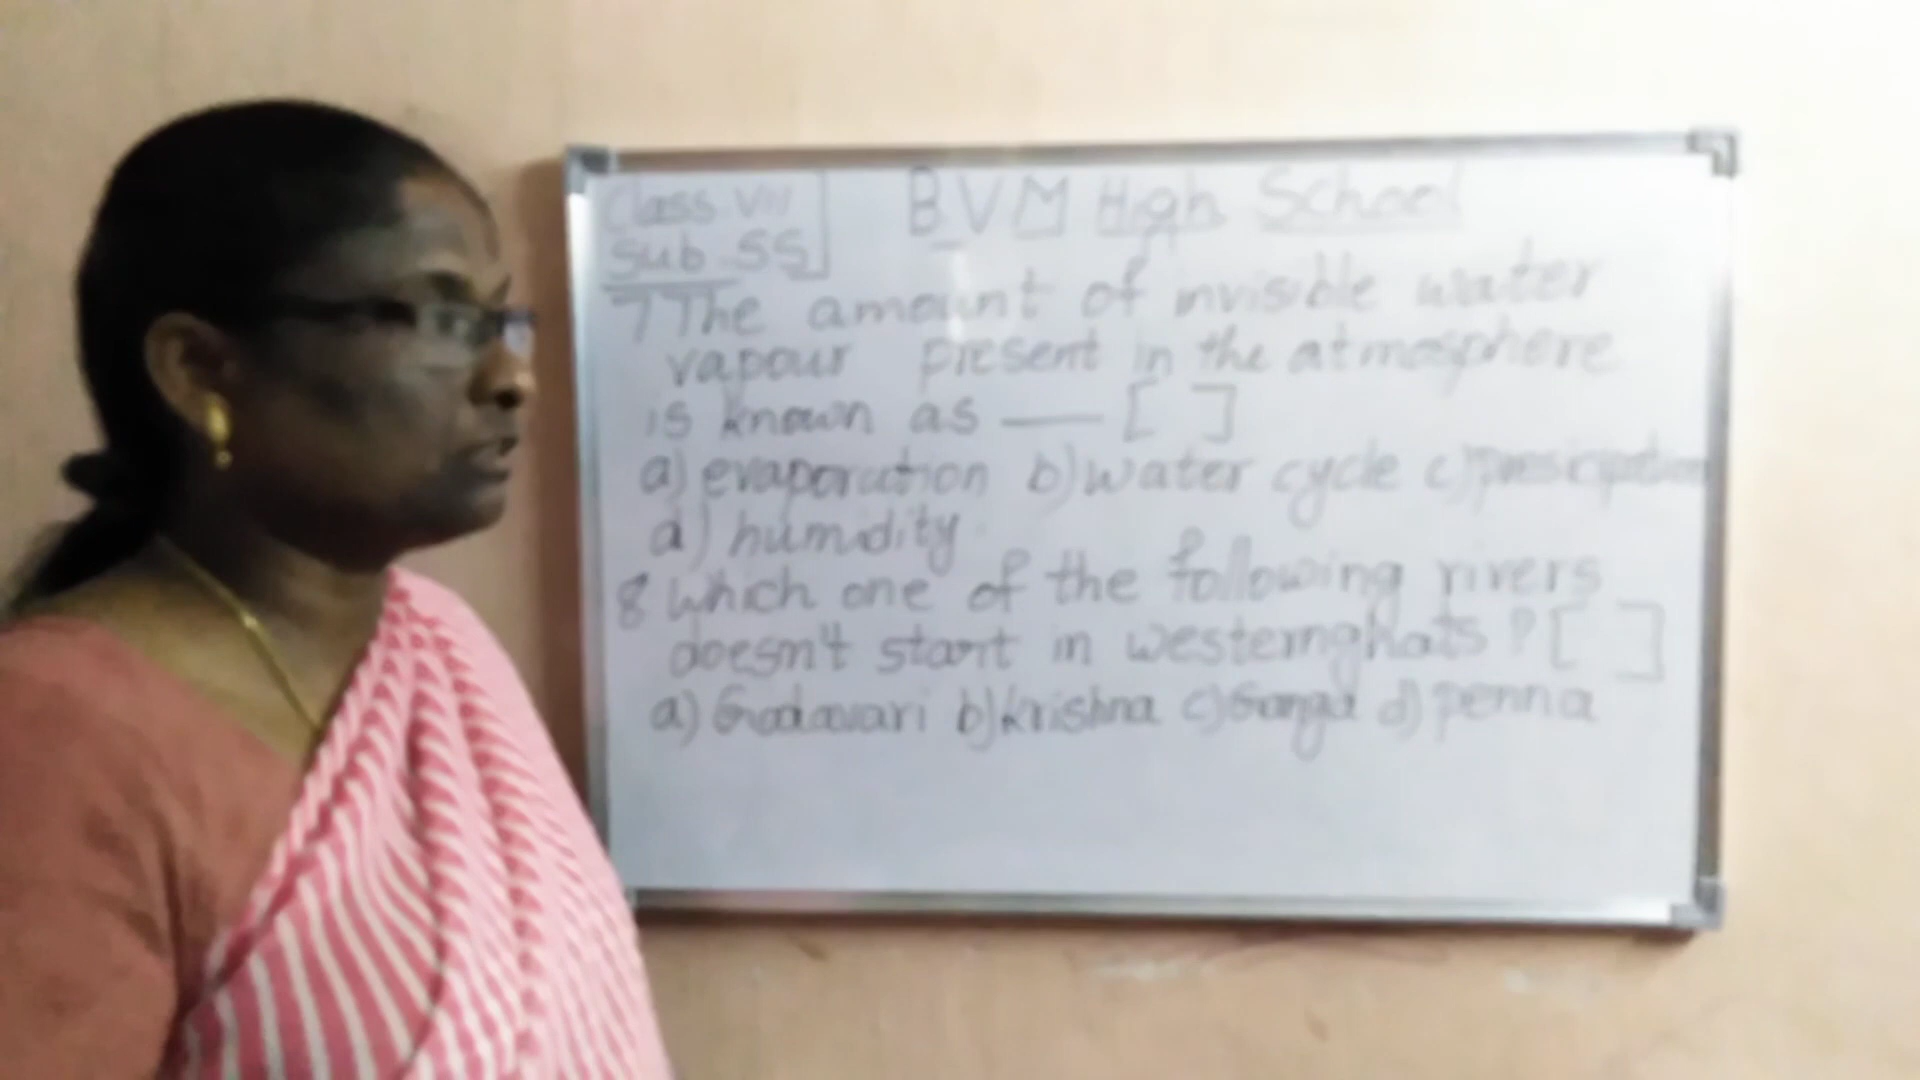 Class VII
Sub SS
BVM High School
7 The amount of invisible water
vapour present in the atmosphere
is known as —— [ ]
a) evaporation b) water cycle c)
d) humidity
8 Which one of the following rivers
doesn't start in westernghats ? [ ]
a) Godavari b) Krishna c) Ganga d) penna